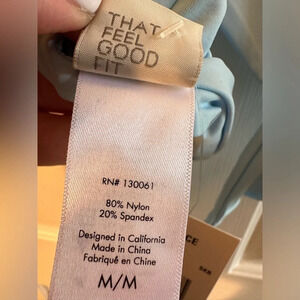 THAT
FEEL
GOOD
FIT
RN# 130061
80% Nylon
20% Spandex
Designed in California
Made in China
Fabriqué en Chine
M/M